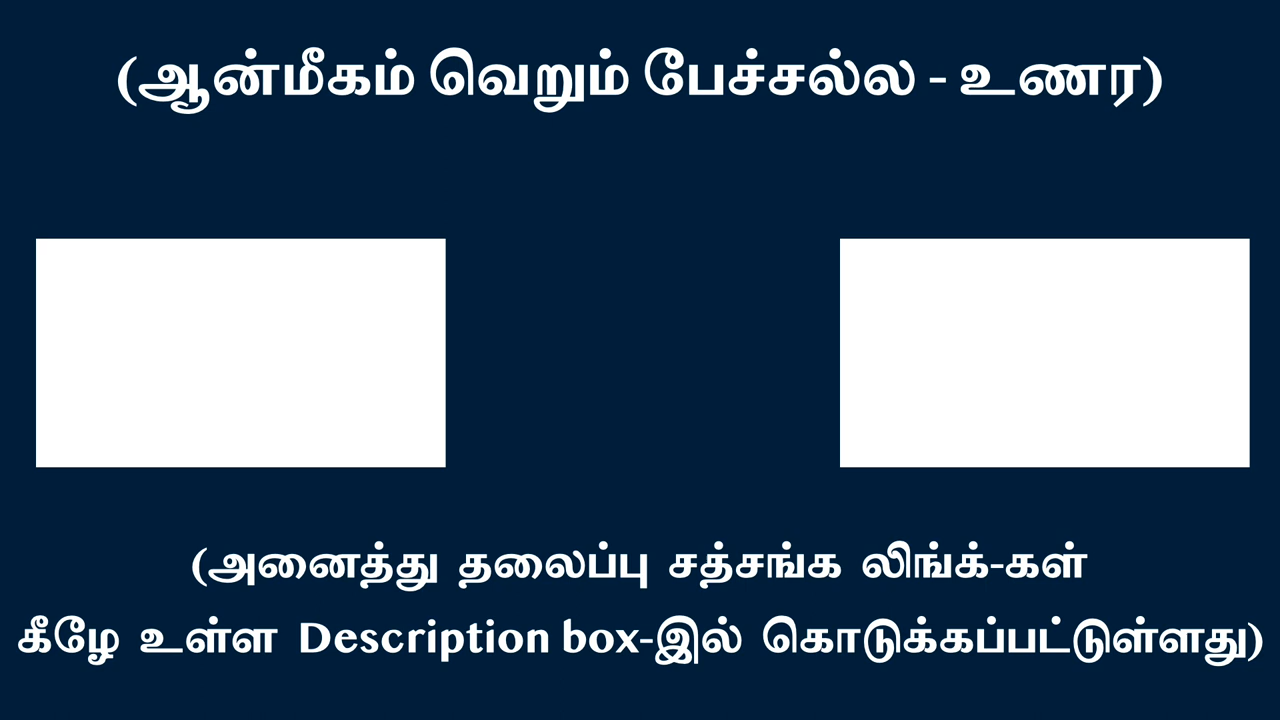 (ஆன்மீகம் வெறும் பேச்சல்ல - உணர)
(அனைத்து தலைப்பு சத்சங்க லிங்க்-கள்
கீழே உள்ள Description box-இல் கொடுக்கப்பட்டுள்ளது)